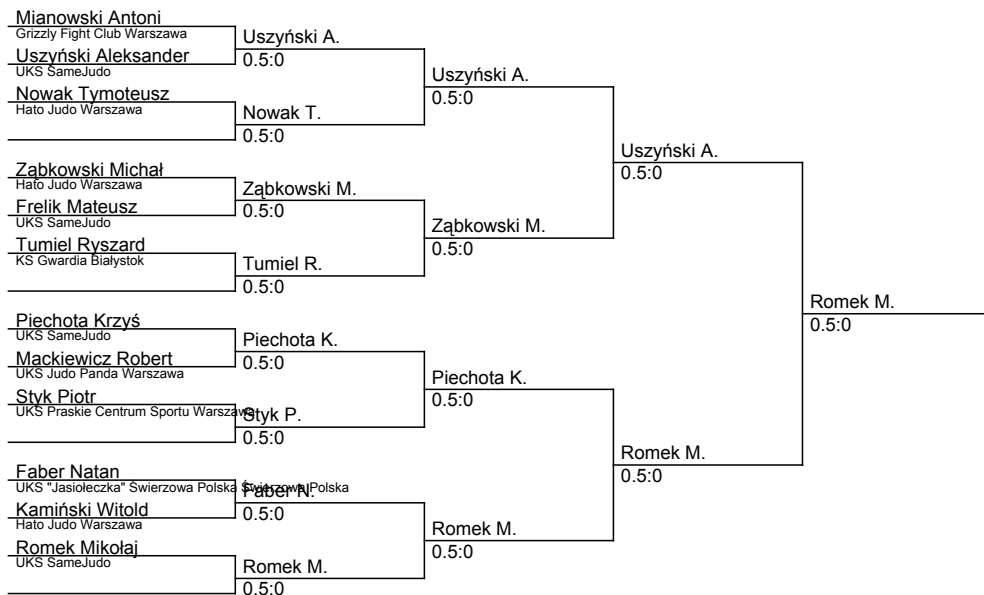 Mianowski Antoni
Grizzly Fight Club Warszawa
Uszyński Aleksander
UKS SameJudo
Nowak Tymoteusz
Hato Judo Warszawa
Ząbkowski Michał
Hato Judo Warszawa
Frelik Mateusz
UKS SameJudo
Tumiel Ryszard
KS Gwardia Białystok
Piechota Krzyś
UKS SameJudo
Mackiewicz Robert
UKS Judo Panda Warszawa
Styk Piotr
UKS Praskie Centrum Sportu Warszawa
Faber Natan
UKS "Jasiołeczka" Świerzowa Polska Świerzowa Polska
Kamiński Witold
Hato Judo Warszawa
Romek Mikołaj
UKS SameJudo
Uszyński A.
0.5:0
Nowak T.
0.5:0
Ząbkowski M.
0.5:0
Tumiel R.
0.5:0
Piechota K.
0.5:0
Styk P.
0.5:0
Faber N.
0.5:0
Romek M.
0.5:0
Uszyński A.
0.5:0
Ząbkowski M.
0.5:0
Piechota K.
0.5:0
Romek M.
0.5:0
Uszyński A.
0.5:0
Romek M.
0.5:0
Romek M.
0.5:0